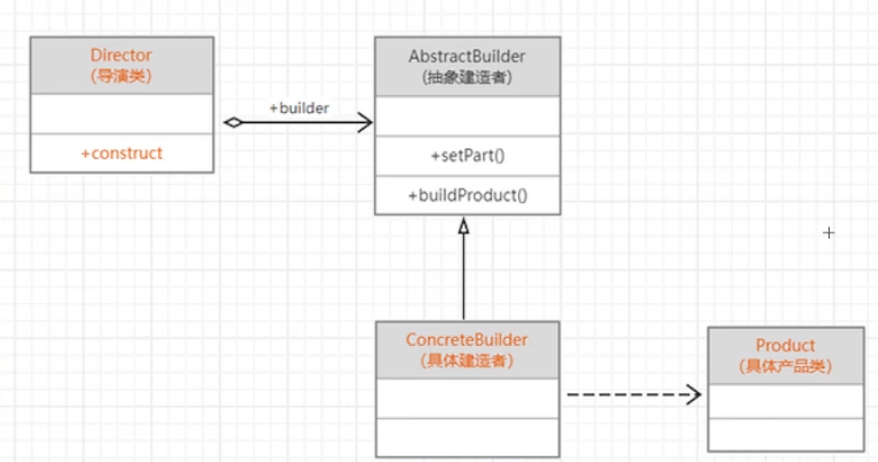 Director
(导演类)
+construct
+builder
AbstractBuilder
(抽象建造者)
+setPart()
+buildProduct()
ConcreteBuilder
(具体建造者)
Product
(具体产品类)